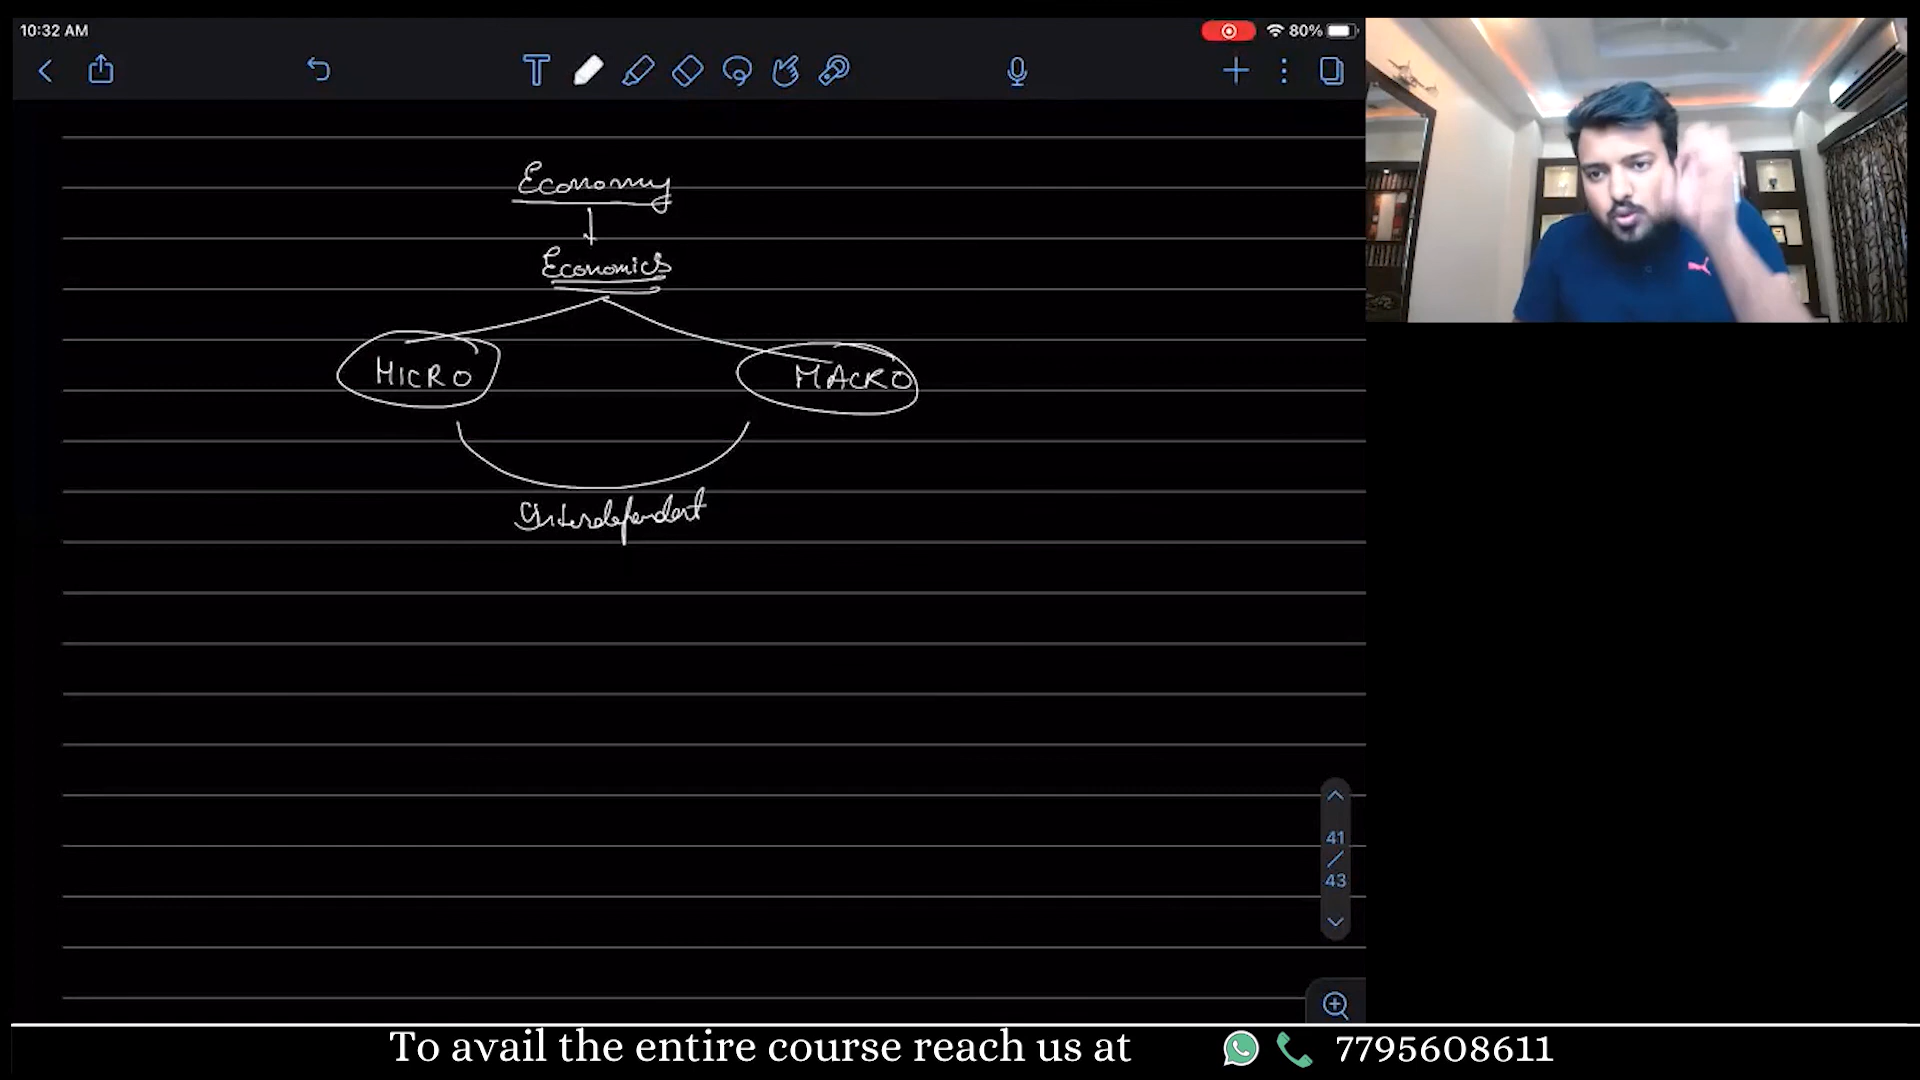 10:32 AM
80%
T
Economy
Economics
MICRO
MACRO
Interdependent
41
/
43
To avail the entire course reach us at 7795608611